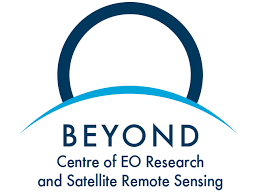 BEYOND
Centre of EO Research
and Satellite Remote Sensing